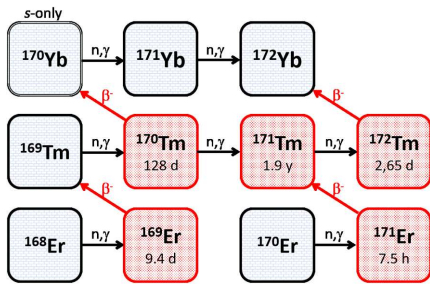 s-only
¹⁷⁰Yb n,γ ¹⁷¹Yb n,γ ¹⁷²Yb
β⁻ β⁻
¹⁶⁹Tm n,γ ¹⁷⁰Tm n,γ ¹⁷¹Tm n,γ ¹⁷²Tm
128 d 1.9 y 2,65 d
β⁻ β⁻
¹⁶⁸Er n,γ ¹⁶⁹Er ¹⁷⁰Er n,γ ¹⁷¹Er
9.4 d 7.5 h